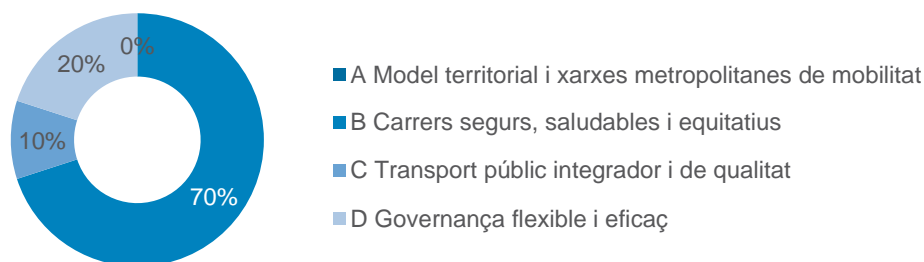 0%
20%
10%
70%
A Model territorial i xarxes metropolitanes de mobilitat
B Carrers segurs, saludables i equitatius
C Transport públic integrador i de qualitat
D Governança flexible i eficaç